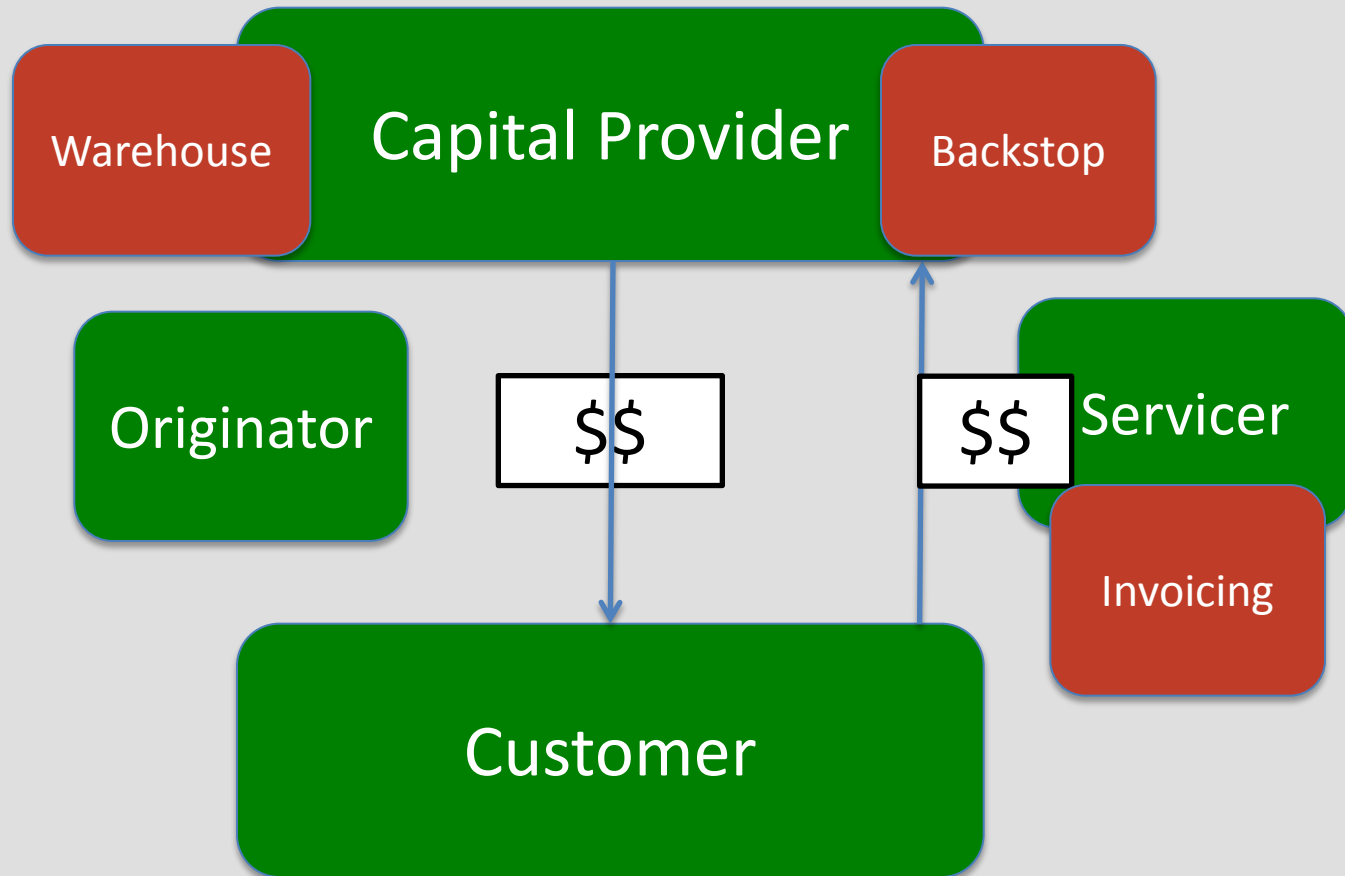 Warehouse
Capital Provider
Backstop
Originator
$$
$$
Servicer
Invoicing
Customer